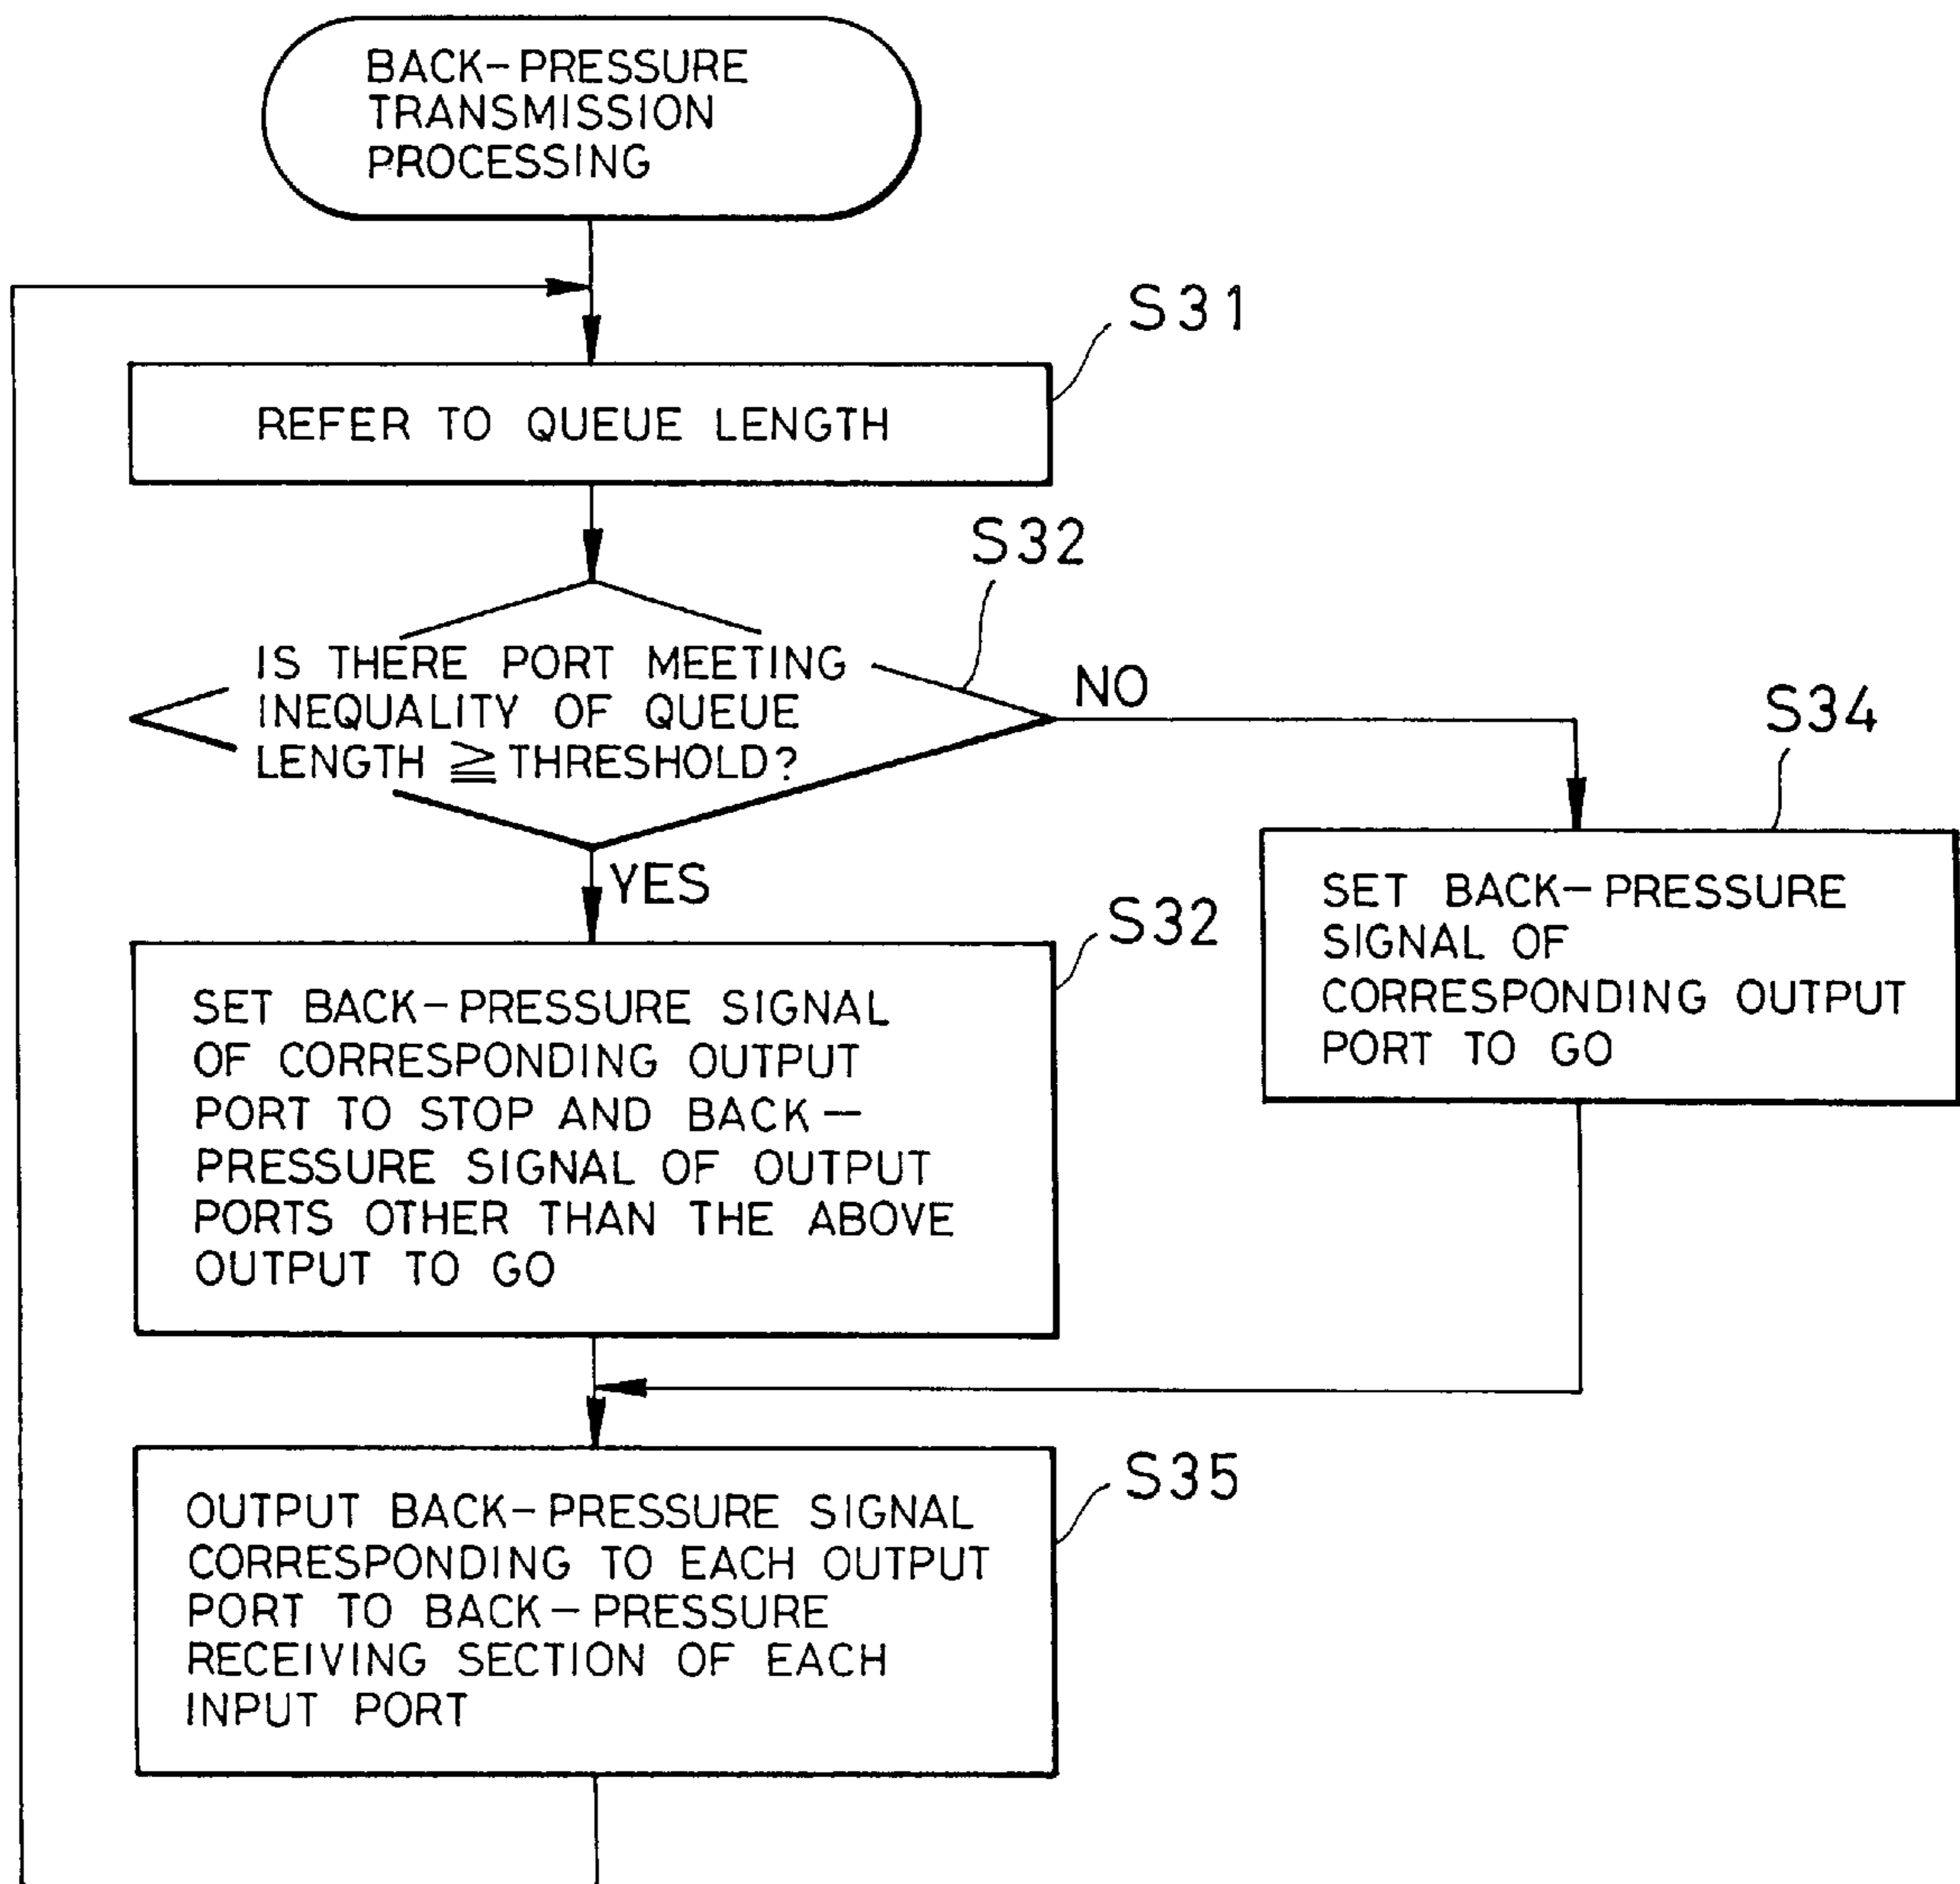 BACK-PRESSURE
TRANSMISSION
PROCESSING
S31
REFER TO QUEUE LENGTH
S32
IS THERE PORT MEETING
INEQUALITY OF QUEUE
LENGTH ≧ THRESHOLD?
NO
YES
S34
SET BACK-PRESSURE
SIGNAL OF
CORRESPONDING OUTPUT
PORT TO GO
S32
SET BACK-PRESSURE SIGNAL
OF CORRESPONDING OUTPUT
PORT TO STOP AND BACK-
PRESSURE SIGNAL OF OUTPUT
PORTS OTHER THAN THE ABOVE
OUTPUT TO GO
S35
OUTPUT BACK-PRESSURE SIGNAL
CORRESPONDING TO EACH OUTPUT
PORT TO BACK-PRESSURE
RECEIVING SECTION OF EACH
INPUT PORT